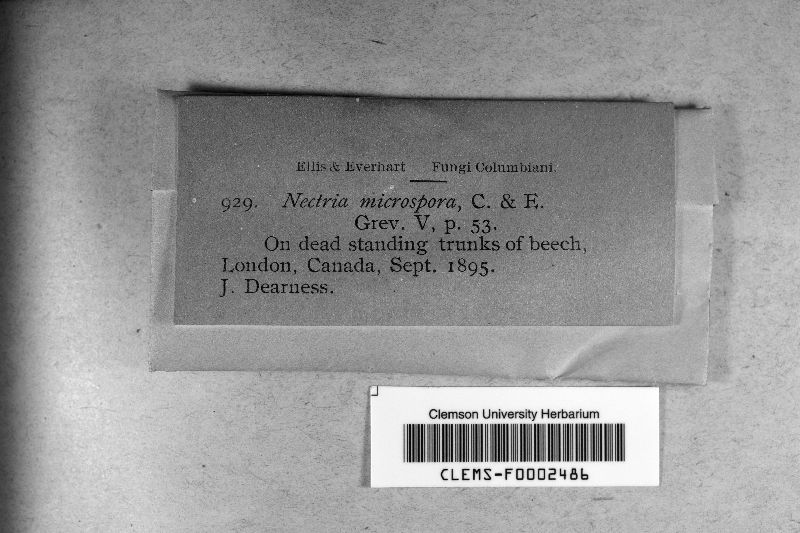 Ellis & Everhart — Fungi Columbiani.
929. Nectria microspora, C. & E.
Grev. V, p. 53.
On dead standing trunks of beech,
London, Canada, Sept. 1895.
J. Dearness.
Clemson University Herbarium
CLEMS-F0002486